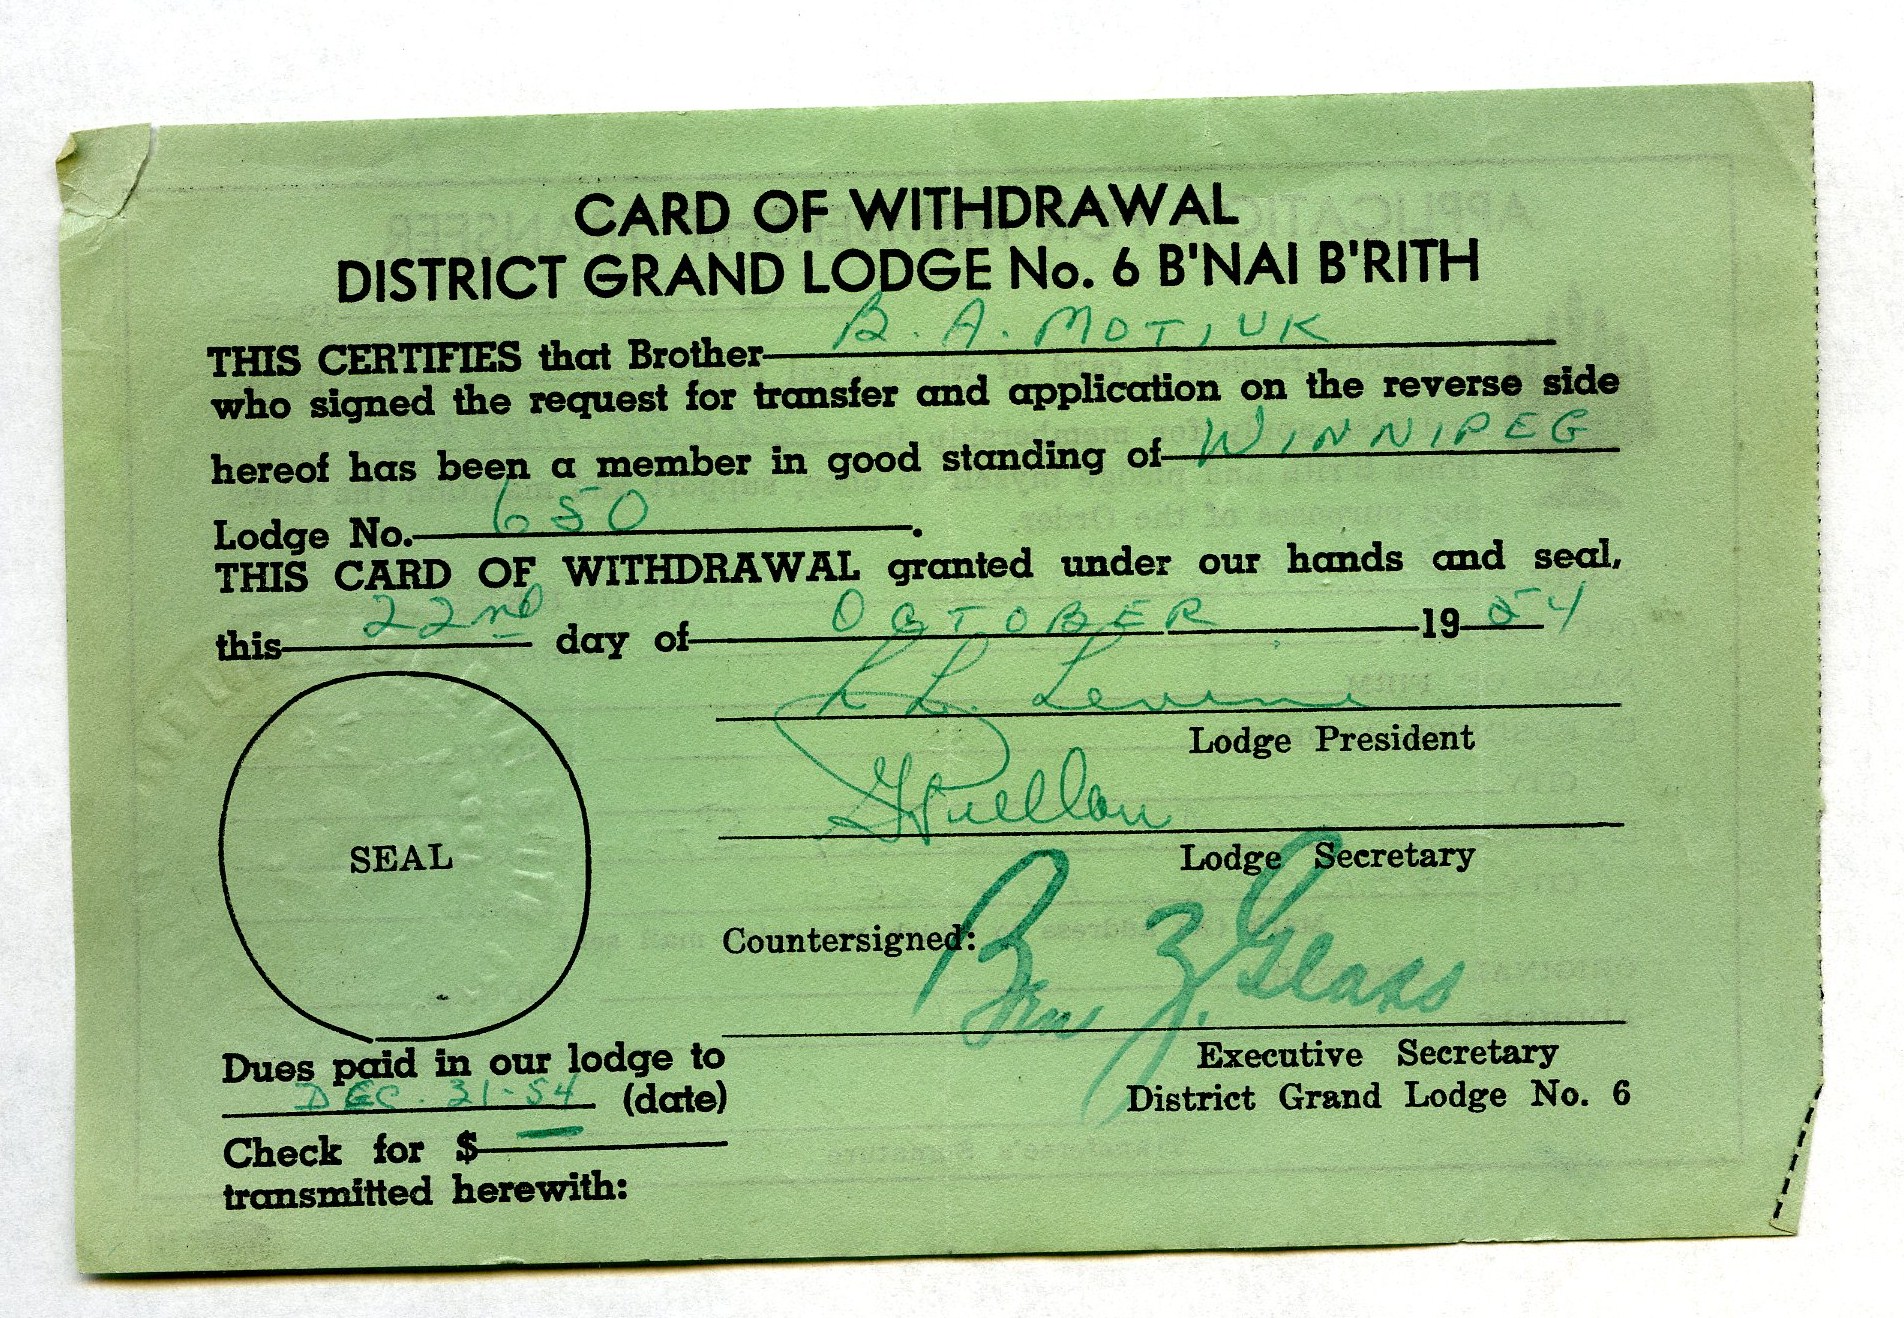 CARD OF WITHDRAWAL
DISTRICT GRAND LODGE No. 6 B'NAI B'RITH
THIS CERTIFIES that Brother B. A. MOTIUK
who signed the request for transfer and application on the reverse side
hereof has been a member in good standing of WINNIPEG
Lodge No. 650.
THIS CARD OF WITHDRAWAL granted under our hands and seal,
this 22nd day of OCTOBER 1954
L L. Levine
Lodge President
SEAL
Lodge Secretary
Countersigned: Z. Glass
Executive Secretary
District Grand Lodge No. 6
Dues paid in our lodge to
DEC. 31-54 (date)
Check for $ —
transmitted herewith: